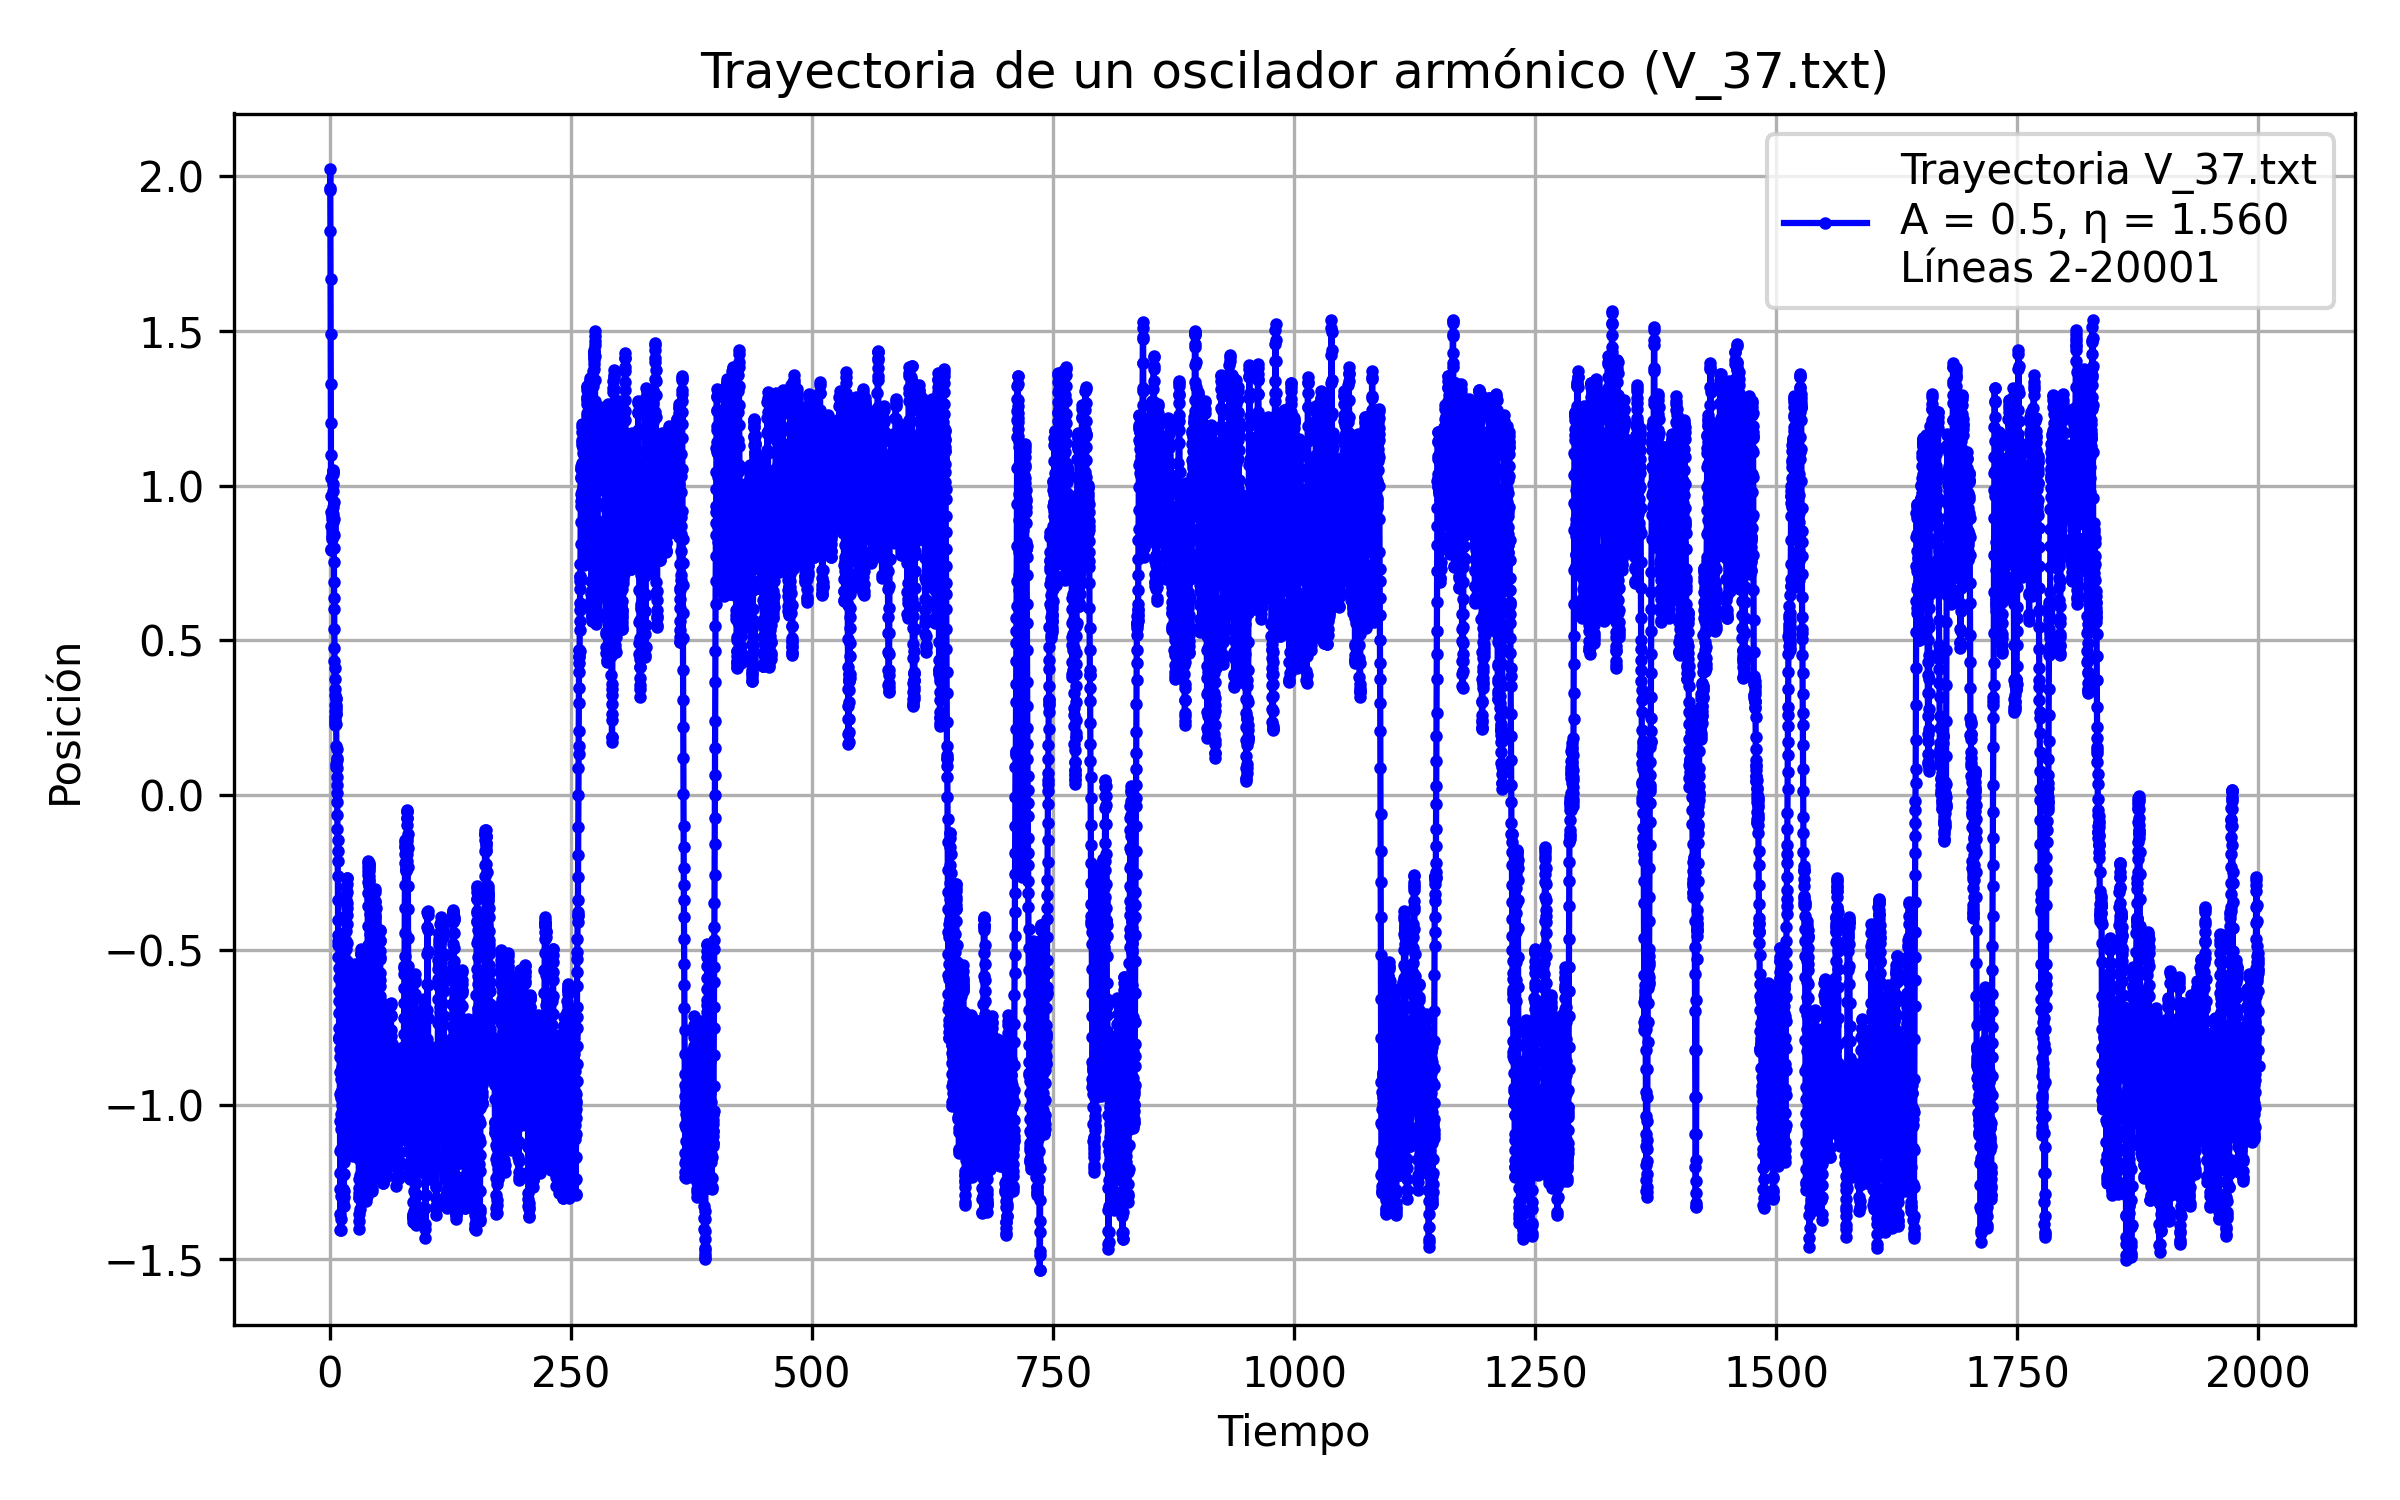 Trayectoria de un oscilador armónico (V_37.txt)
Trayectoria V_37.txt
A = 0.5, η = 1.560
Líneas 2-20001
2.0
1.5
1.0
0.5
0.0
−0.5
−1.0
−1.5
Posición
0 250 500 750 1000 1250 1500 1750 2000
Tiempo